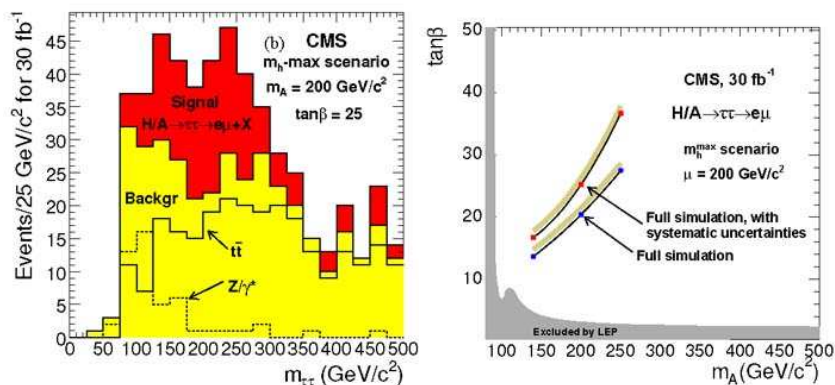 Events/25 GeV/c² for 30 fb⁻¹
45
40
35
30
25
20
15
10
5
0
(b) CMS
m_h-max scenario
m_A = 200 GeV/c²
tanβ = 25
Signal
H/A→ττ→eμ+X
Backgr
tt̄
Z/γ*
0 50 100 150 200 250 300 350 400 450 500
m_ττ (GeV/c²)
tanβ
50
40
30
20
10
0
CMS, 30 fb⁻¹
H/A→ττ→eμ
m_h^max scenario
μ = 200 GeV/c²
Full simulation, with
systematic uncertainties
Full simulation
Excluded by LEP
100 150 200 250 300 350 400 450 500
m_A (GeV/c²)